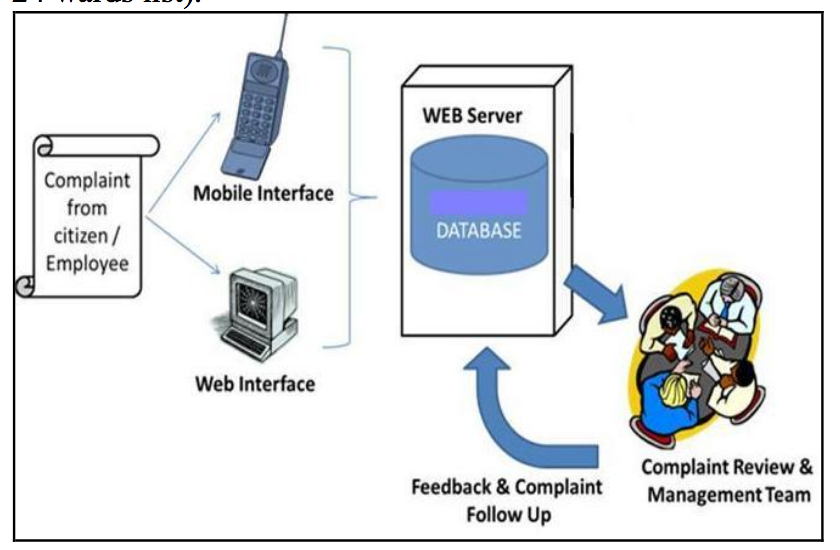 Complaint
from
citizen /
Employee
Mobile Interface
Web Interface
WEB Server
DATABASE
Complaint Review &
Management Team
Feedback & Complaint
Follow Up